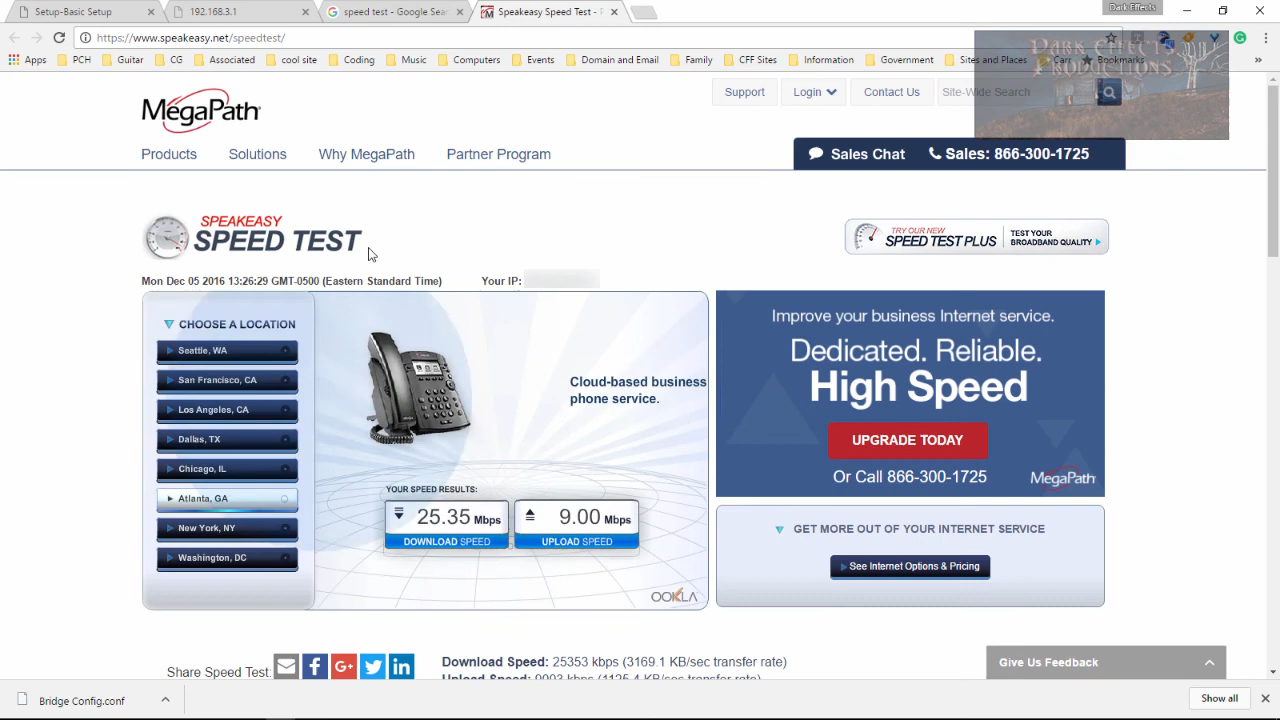 Setup-Basic Setup
192.168.3.1
speed test - Google Sea
Speakeasy Speed Test - 
Dark Effects
https://www.speakeasy.net/speedtest/
Apps PCH Guitar CG Associated cool site Coding Music Computers Events Domain and Email Family CFF Sites Information Government Sites and Places Cart Bookmarks »
Dark Effects
Productions
MegaPath
Support Login Contact Us Site-Wide Search
Products Solutions Why MegaPath Partner Program
Sales Chat Sales: 866-300-1725
SPEAKEASY
SPEED TEST
TRY OUR NEW
SPEED TEST PLUS
TEST YOUR
BROADBAND QUALITY
Mon Dec 05 2016 13:26:29 GMT-0500 (Eastern Standard Time) Your IP:
CHOOSE A LOCATION
Seattle, WA
San Francisco, CA
Los Angeles, CA
Dallas, TX
Chicago, IL
Atlanta, GA
New York, NY
Washington, DC
Cloud-based business
phone service.
YOUR SPEED RESULTS:
25.35 Mbps
DOWNLOAD SPEED
9.00 Mbps
UPLOAD SPEED
OOKLA
Improve your business Internet service.
Dedicated. Reliable.
High Speed
UPGRADE TODAY
Or Call 866-300-1725
MegaPath
GET MORE OUT OF YOUR INTERNET SERVICE
See Internet Options & Pricing
Share Speed Test:
Download Speed: 25353 kbps (3169.1 KB/sec transfer rate)
Upload Speed: 9003 kbps (1125.4 KB/sec transfer rate)
Give Us Feedback
Bridge Config.conf
Show all